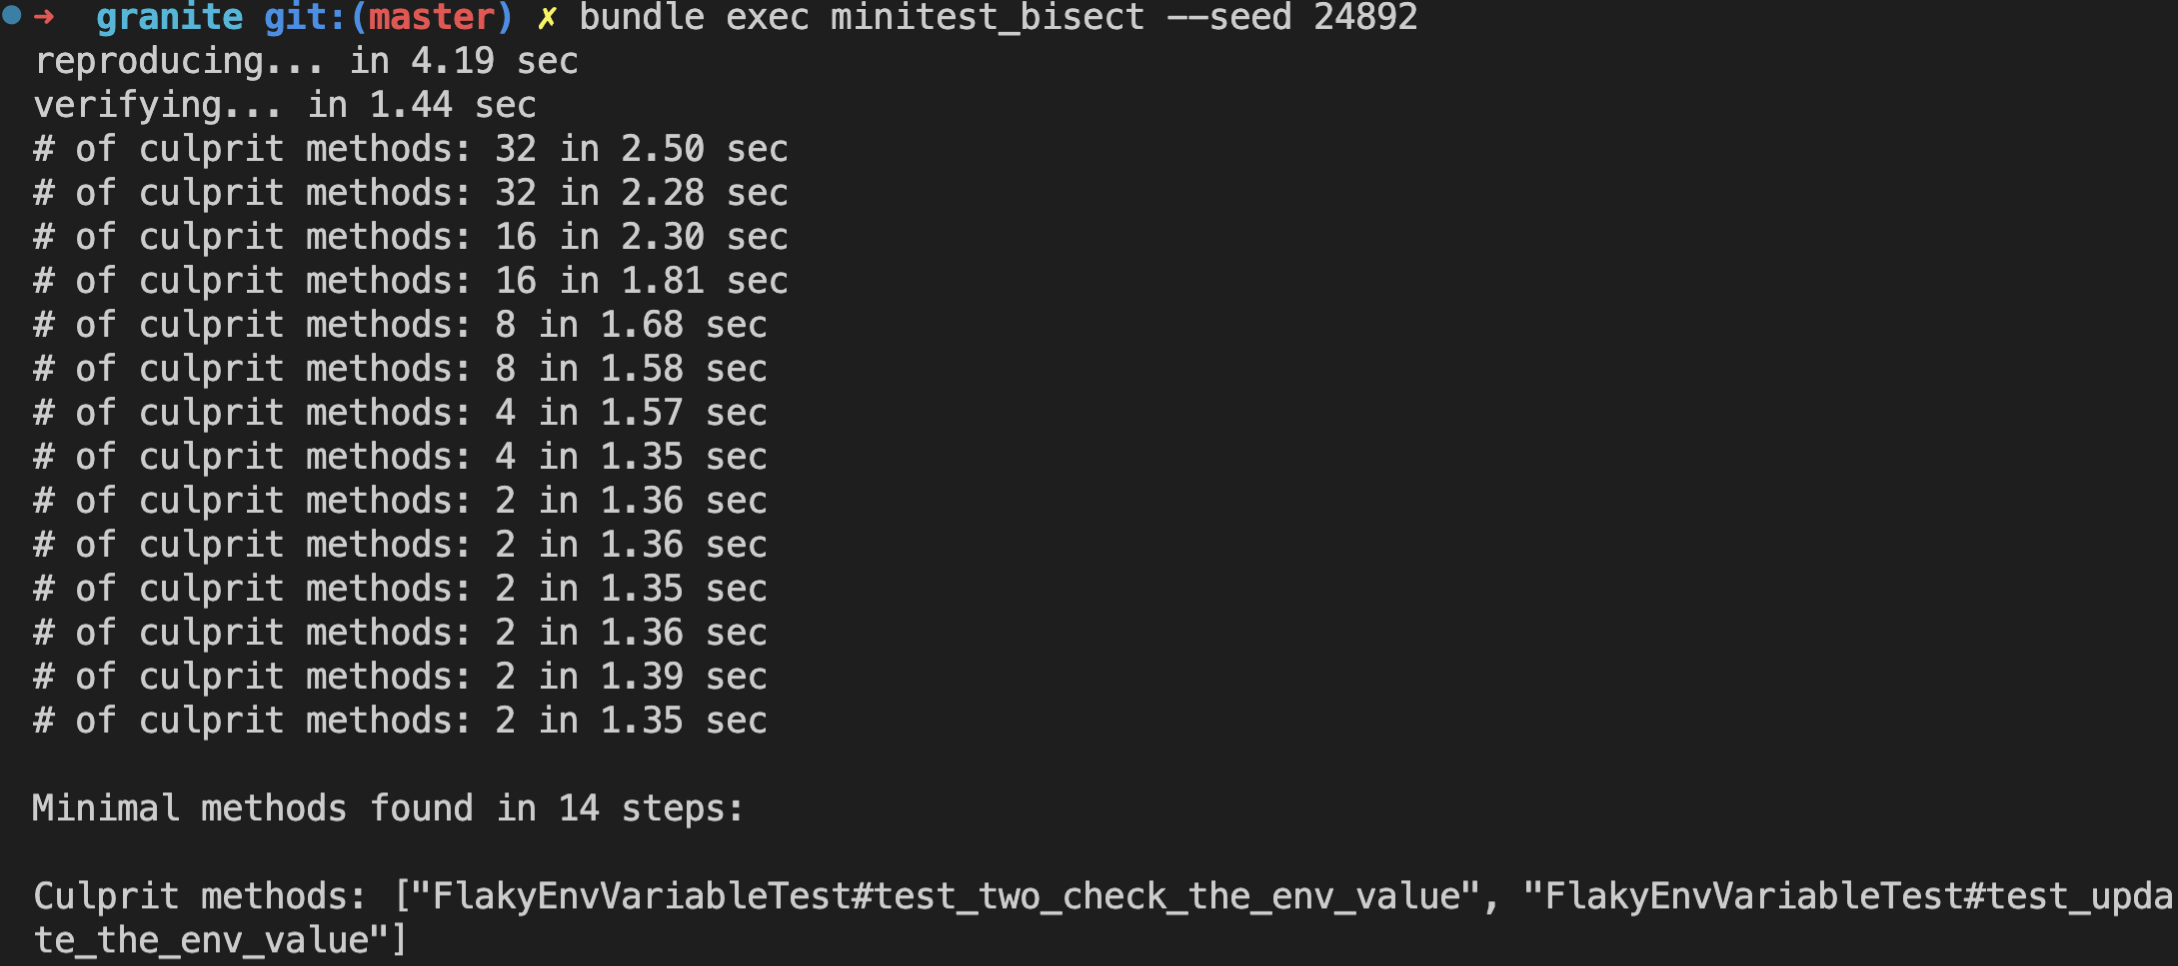 ➜ granite git:(master) ✗ bundle exec minitest_bisect --seed 24892
reproducing... in 4.19 sec
verifying... in 1.44 sec
# of culprit methods: 32 in 2.50 sec
# of culprit methods: 32 in 2.28 sec
# of culprit methods: 16 in 2.30 sec
# of culprit methods: 16 in 1.81 sec
# of culprit methods: 8 in 1.68 sec
# of culprit methods: 8 in 1.58 sec
# of culprit methods: 4 in 1.57 sec
# of culprit methods: 4 in 1.35 sec
# of culprit methods: 2 in 1.36 sec
# of culprit methods: 2 in 1.36 sec
# of culprit methods: 2 in 1.35 sec
# of culprit methods: 2 in 1.36 sec
# of culprit methods: 2 in 1.39 sec
# of culprit methods: 2 in 1.35 sec
Minimal methods found in 14 steps:
Culprit methods: ["FlakyEnvVariableTest#test_two_check_the_env_value", "FlakyEnvVariableTest#test_upda
te_the_env_value"]